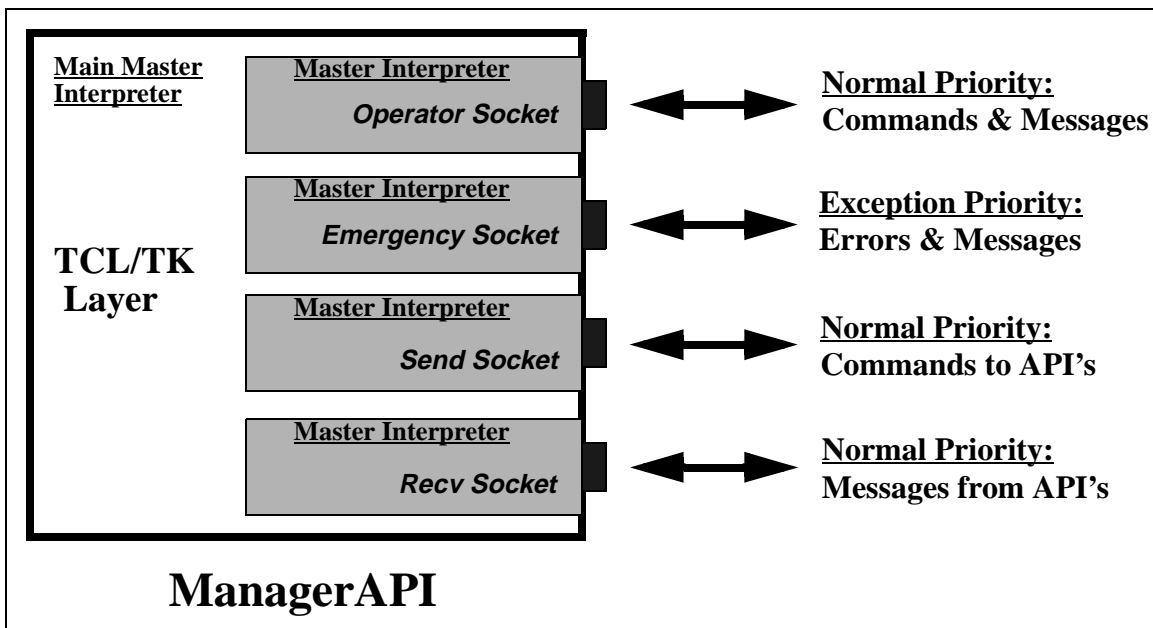 Main Master
Interpreter
TCL/TK
Layer
Master Interpreter
Operator Socket
Normal Priority:
Commands & Messages
Master Interpreter
Emergency Socket
Exception Priority:
Errors & Messages
Master Interpreter
Send Socket
Normal Priority:
Commands to API's
Master Interpreter
Recv Socket
Normal Priority:
Messages from API's
ManagerAPI